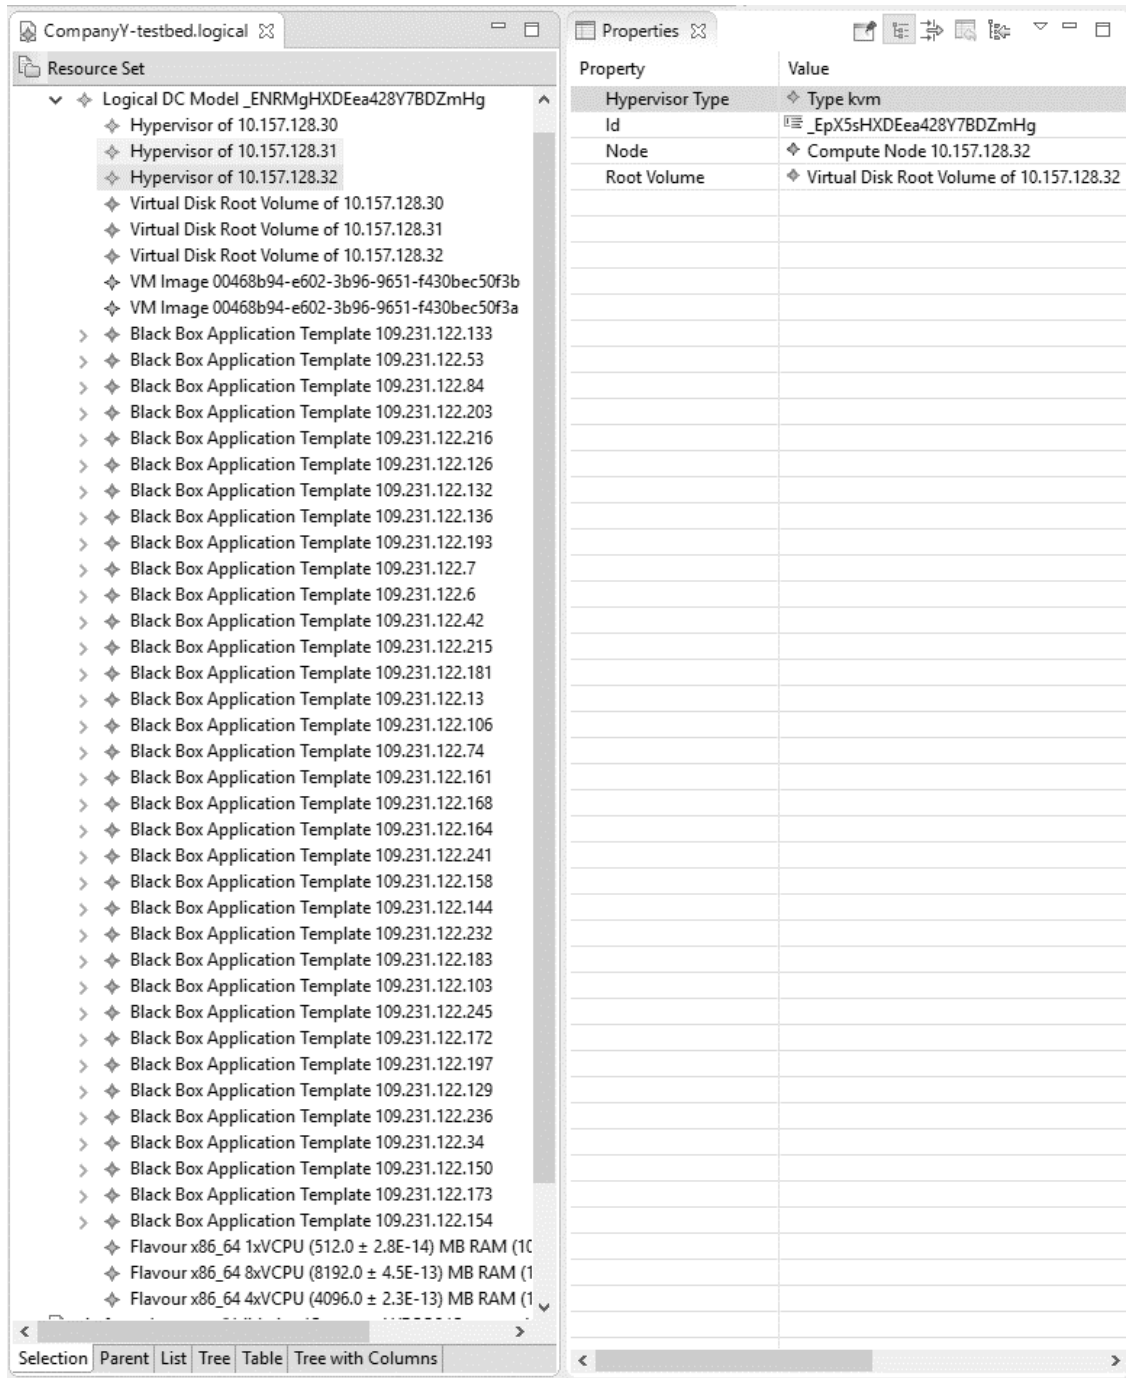 CompanyY-testbed.logical
Resource Set
Logical DC Model _ENRMgHXDEea428Y7BDZmHg
Hypervisor of 10.157.128.30
Hypervisor of 10.157.128.31
Hypervisor of 10.157.128.32
Virtual Disk Root Volume of 10.157.128.30
Virtual Disk Root Volume of 10.157.128.31
Virtual Disk Root Volume of 10.157.128.32
VM Image 00468b94-e602-3b96-9651-f430bec50f3b
VM Image 00468b94-e602-3b96-9651-f430bec50f3a
Black Box Application Template 109.231.122.133
Black Box Application Template 109.231.122.53
Black Box Application Template 109.231.122.84
Black Box Application Template 109.231.122.203
Black Box Application Template 109.231.122.216
Black Box Application Template 109.231.122.126
Black Box Application Template 109.231.122.132
Black Box Application Template 109.231.122.136
Black Box Application Template 109.231.122.193
Black Box Application Template 109.231.122.7
Black Box Application Template 109.231.122.6
Black Box Application Template 109.231.122.42
Black Box Application Template 109.231.122.215
Black Box Application Template 109.231.122.181
Black Box Application Template 109.231.122.13
Black Box Application Template 109.231.122.106
Black Box Application Template 109.231.122.74
Black Box Application Template 109.231.122.161
Black Box Application Template 109.231.122.168
Black Box Application Template 109.231.122.164
Black Box Application Template 109.231.122.241
Black Box Application Template 109.231.122.158
Black Box Application Template 109.231.122.144
Black Box Application Template 109.231.122.232
Black Box Application Template 109.231.122.183
Black Box Application Template 109.231.122.103
Black Box Application Template 109.231.122.245
Black Box Application Template 109.231.122.172
Black Box Application Template 109.231.122.197
Black Box Application Template 109.231.122.129
Black Box Application Template 109.231.122.236
Black Box Application Template 109.231.122.34
Black Box Application Template 109.231.122.150
Black Box Application Template 109.231.122.173
Black Box Application Template 109.231.122.154
Flavour x86_64 1xVCPU (512.0 ± 2.8E-14) MB RAM (10
Flavour x86_64 8xVCPU (8192.0 ± 4.5E-13) MB RAM (1
Flavour x86_64 4xVCPU (4096.0 ± 2.3E-13) MB RAM (1
Selection Parent List Tree Table Tree with Columns
Properties
Property Value
Hypervisor Type Type kvm
Id _EpX5sHXDEea428Y7BDZmHg
Node Compute Node 10.157.128.32
Root Volume Virtual Disk Root Volume of 10.157.128.32